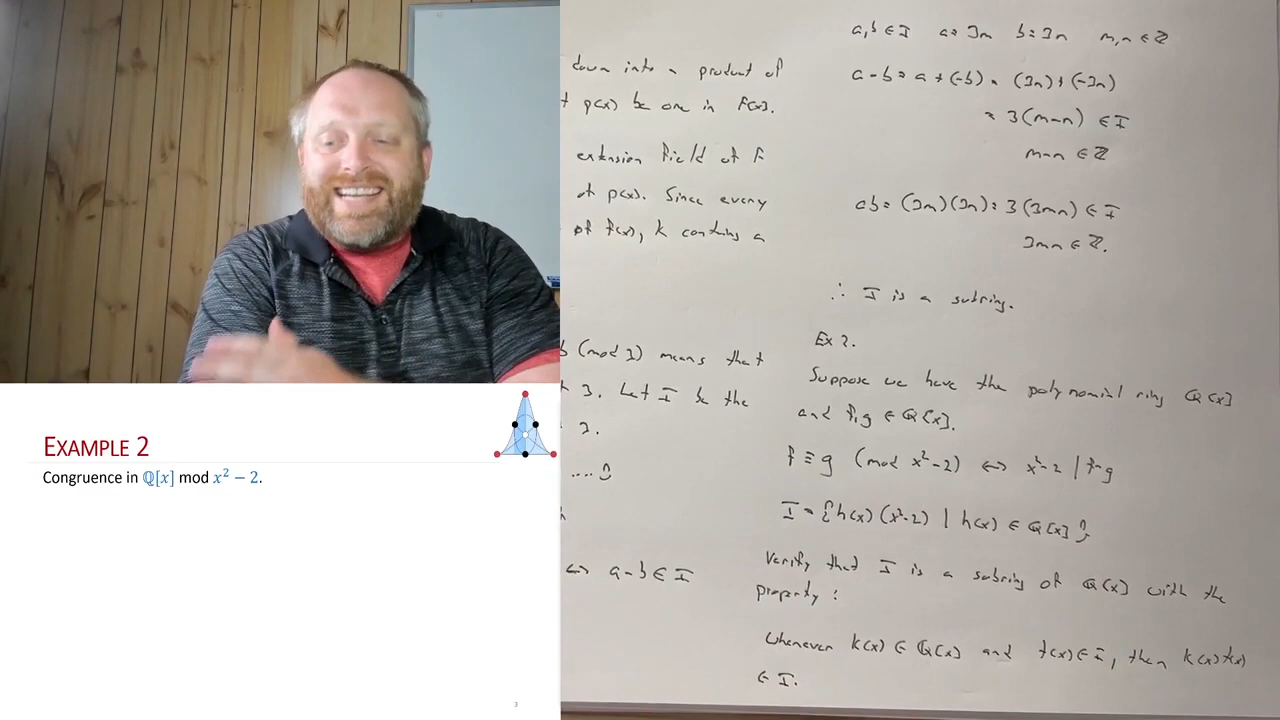 EXAMPLE 2
Congruence in ℚ[x] mod x² − 2.
3
down into a product of
t p(x) be one in F[x].
extension field of F
of p(x). Since every
of f(x), K contains a
b (mod 3) means that
3. Let I be the
3.
....}
⟺ a-b ∈ I
a,b ∈ I a=3m b=3n m,n ∈ ℤ
a-b = a+(-b) = (3m)+(-3n)
= 3(m-n) ∈ I
m-n ∈ ℤ
ab = (3m)(3n) = 3(3mn) ∈ I
3mn ∈ ℤ.
∴ I is a subring.
Ex 2.
Suppose we have the polynomial ring ℚ[x]
and f,g ∈ ℚ[x].
f ≡ g (mod x²-2) ⟺ x²-2 | f-g
I = {h(x)(x²-2) | h(x) ∈ ℚ[x]}
Verify that I is a subring of ℚ[x] with the
property:
Whenever k(x) ∈ ℚ[x] and t(x) ∈ I, then k(x)t(x)
∈ I.